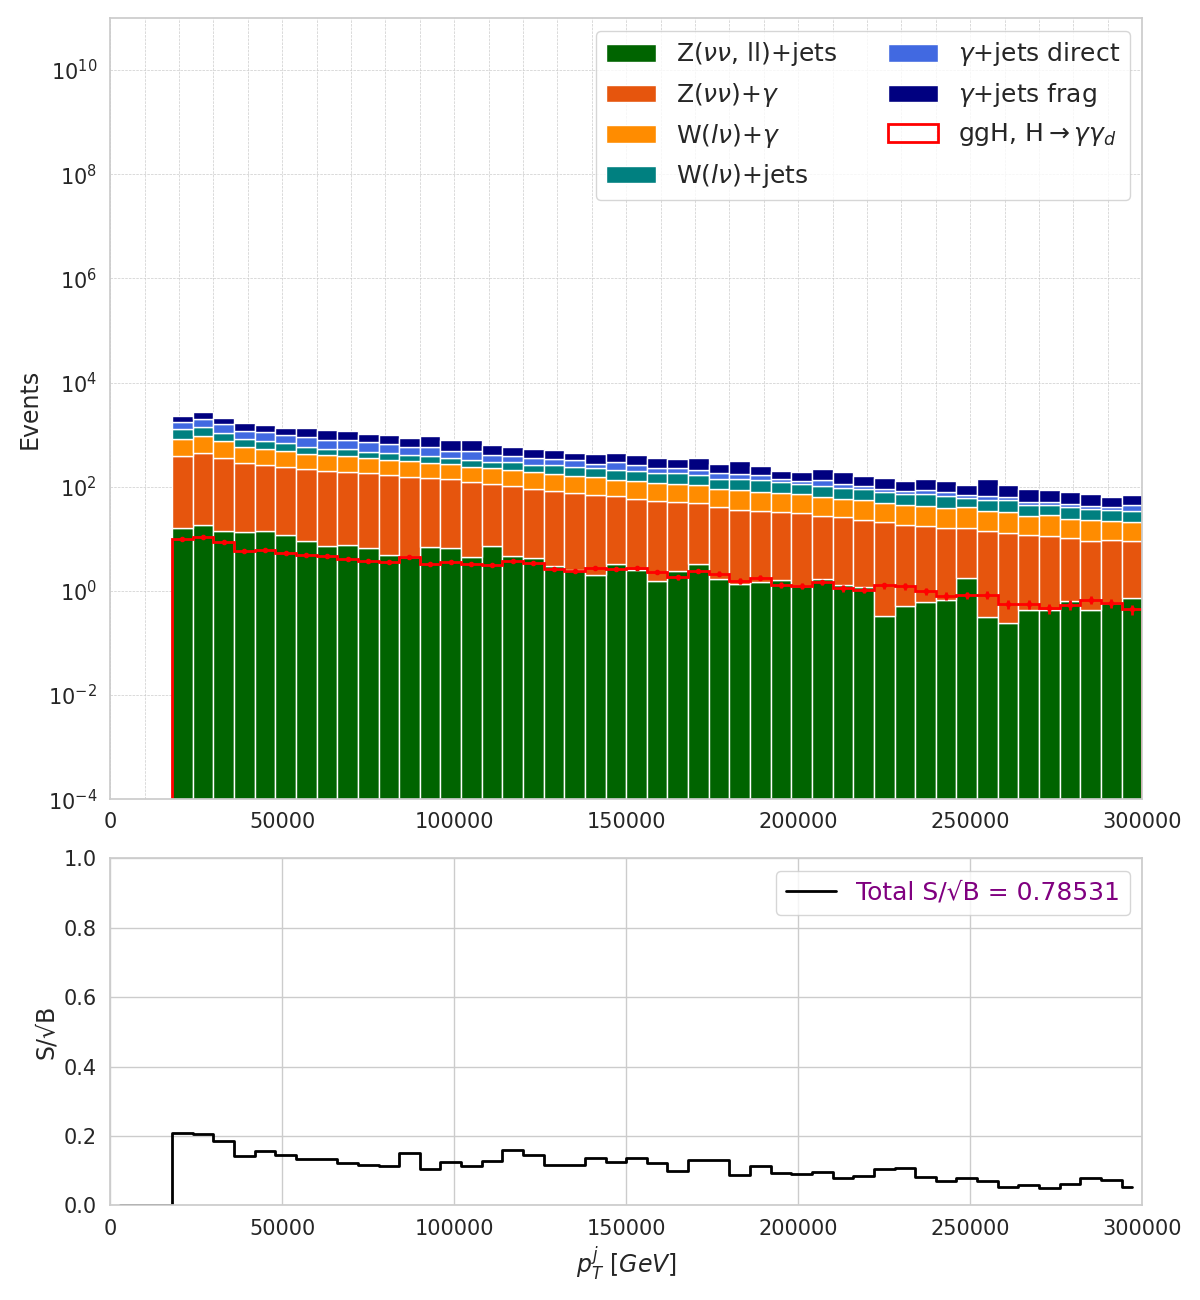 Z(νν, ll)+jets
Z(νν)+γ
W(lν)+γ
W(lν)+jets
γ+jets direct
γ+jets frag
ggH, H→γγ_d
Events
10^10
10^8
10^6
10^4
10^2
10^0
10^−2
10^−4
0 50000 100000 150000 200000 250000 300000
Total S/√B = 0.78531
S/√B
1.0
0.8
0.6
0.4
0.2
0.0
0 50000 100000 150000 200000 250000 300000
p_T^j [GeV]